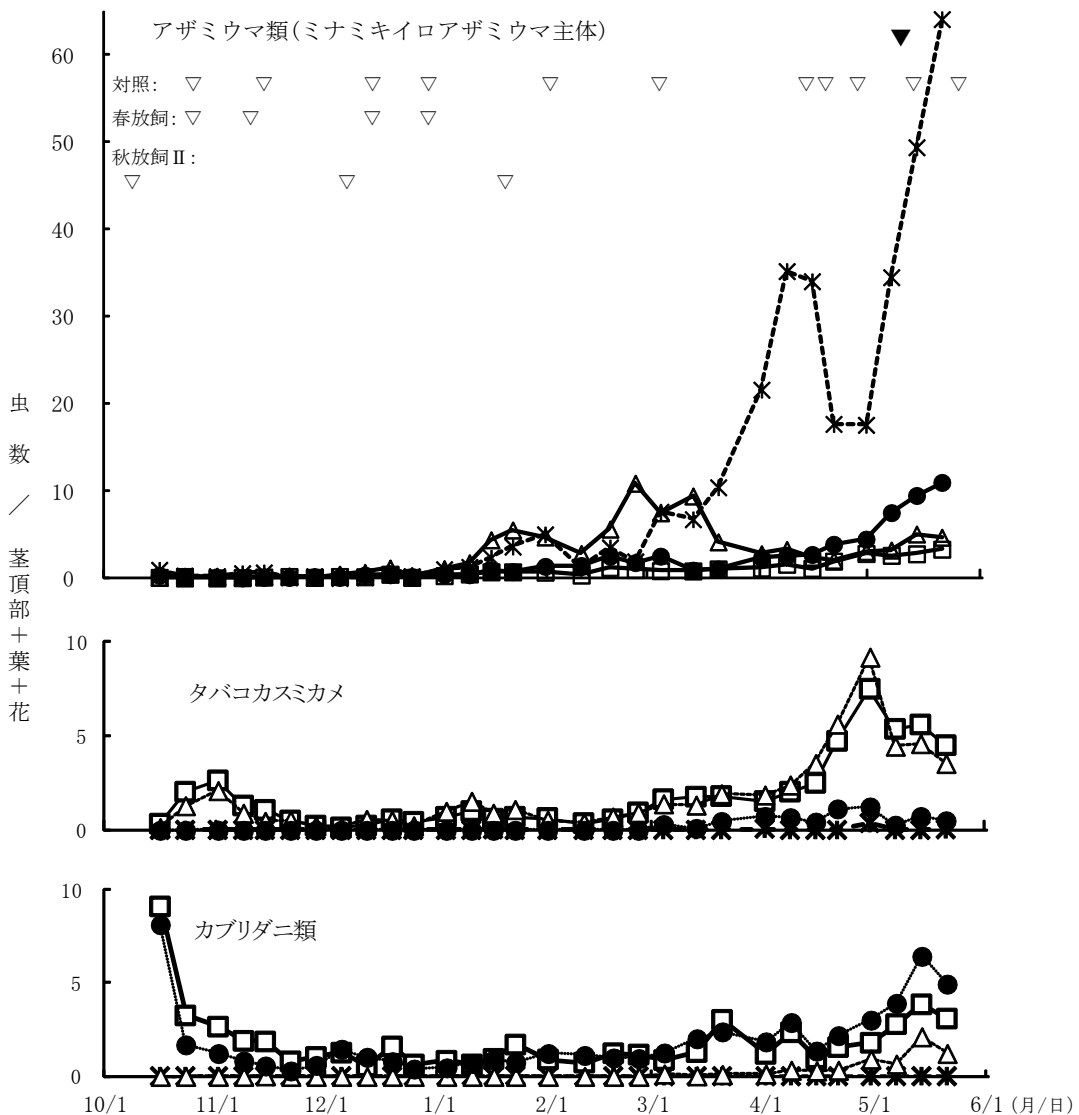 アザミウマ類(ミナミキイロアザミウマ主体)
60
対照: ▽ ▽ ▽ ▽ ▽ ▽ ▽ ▽ ▽ ▽ ▽
春放飼: ▽ ▽ ▽ ▽
秋放飼Ⅱ:
▽ ▽ ▽
50
40
30
20
10
0
虫数／茎頂部＋葉＋花
10
タバコカスミカメ
5
0
10
カブリダニ類
5
0
10/1 11/1 12/1 1/1 2/1 3/1 4/1 5/1 6/1 (月/日)